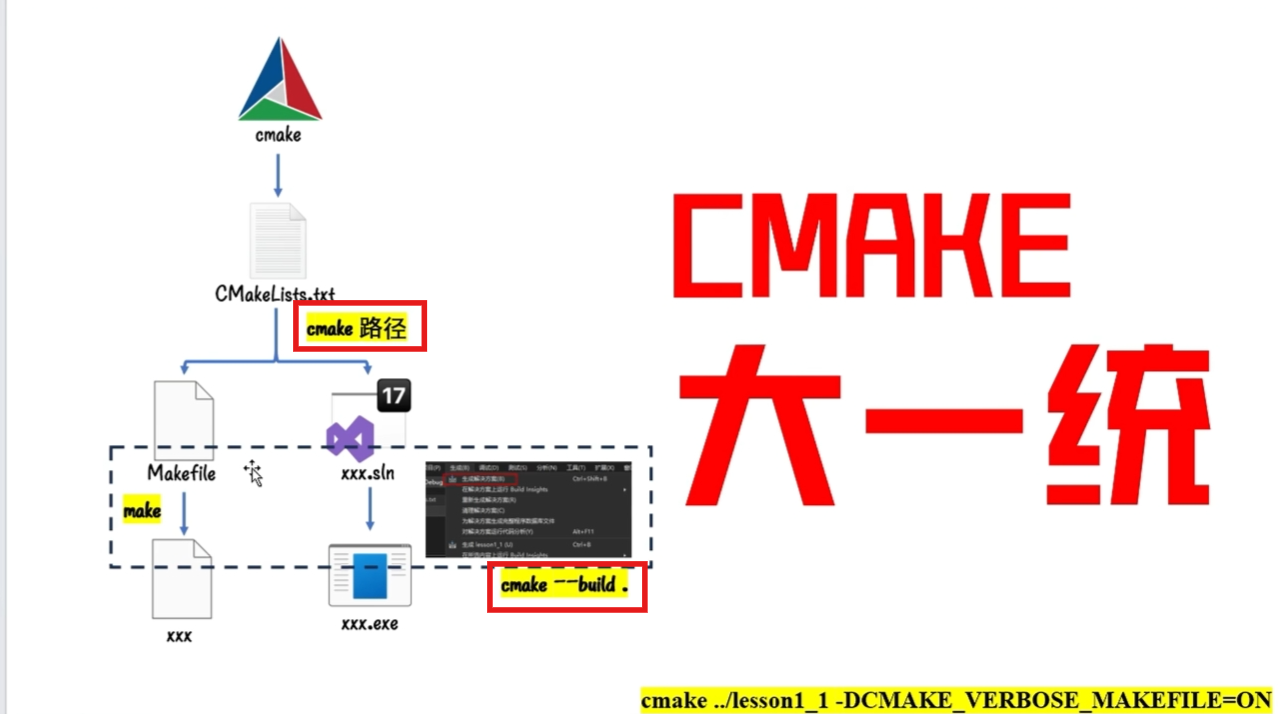 cmake
CMakeLists.txt
cmake 路径
17
Makefile
xxx.sln
make
生成(B) 调试(D) 测试(S) 分析(N) 工具(T) 扩展(X)
Debug
生成解决方案(B) Ctrl+Shift+B
在解决方案上运行 Build Insights
重新生成解决方案(R)
清理解决方案(C)
为解决方案生成完整程序数据库文件
对解决方案运行代码分析(Y) Alt+F11
生成 lesson1_1 (U) Ctrl+B
Build Insights
cmake --build .
xxx
xxx.exe
CMAKE
大一统
cmake ../lesson1_1 -DCMAKE_VERBOSE_MAKEFILE=ON